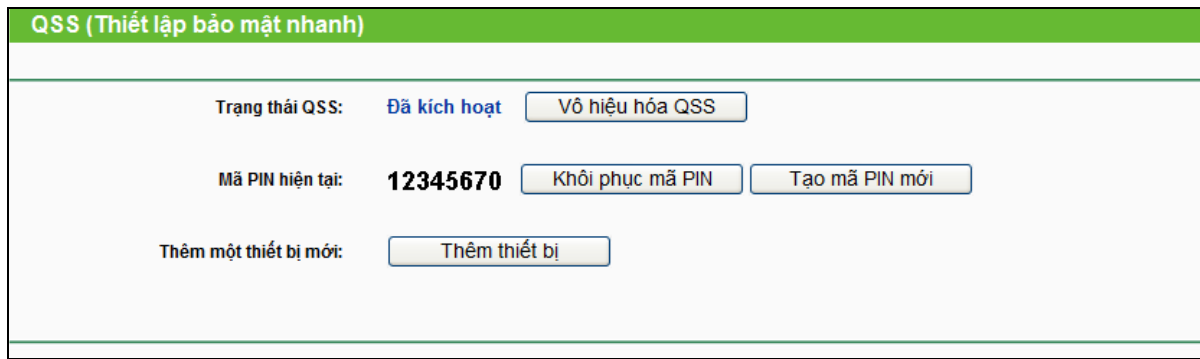 QSS (Thiết lập bảo mật nhanh)
Trạng thái QSS: Đã kích hoạt Vô hiệu hóa QSS
Mã PIN hiện tại: 12345670 Khôi phục mã PIN Tạo mã PIN mới
Thêm một thiết bị mới: Thêm thiết bị